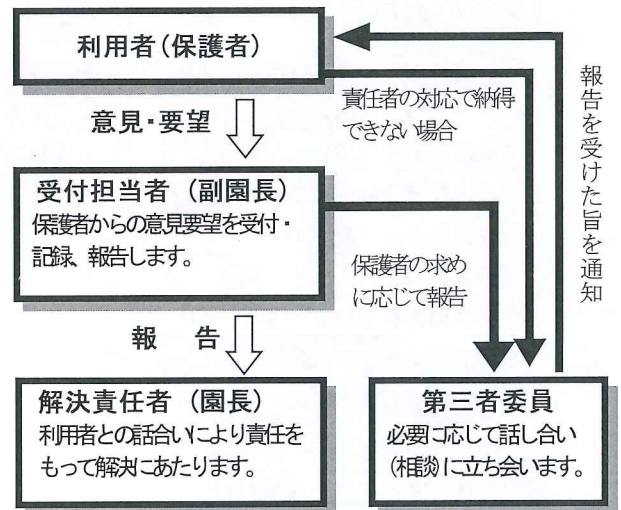 利用者(保護者)
意見・要望
責任者の対応で納得
できない場合
報告を受けた旨を通知
受付担当者 (副園長)
保護者からの意見要望を受付・
記録、報告します。
保護者の求め
に応じて報告
報 告
解決責任者 (園長)
利用者との話合いにより責任を
もって解決にあたります。
第三者委員
必要に応じて話し合い
(相談)に立ち会います。